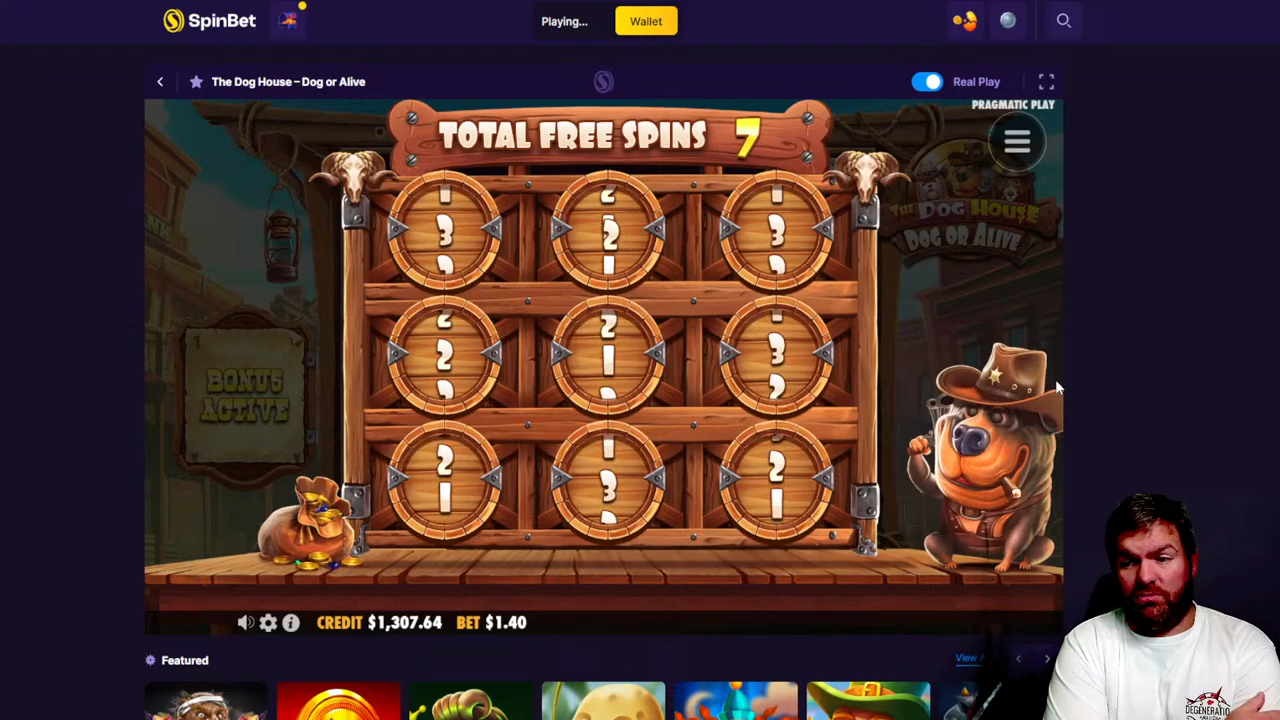 SpinBet
Playing...
Wallet
The Dog House – Dog or Alive
Real Play
PRAGMATIC PLAY
TOTAL FREE SPINS 7
THE DOG HOUSE
DOG OR ALIVE
BONUS
ACTIVE
CREDIT $1,307.64 BET $1.40
Featured
View